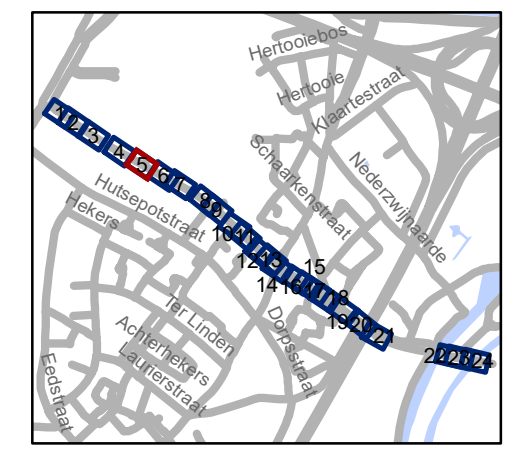 Hertooiebos
Hertooie
Klaartestraat
Schaarkenstraat
Nederzwijnaarde
Hutsepotstraat
Hekers
Ter Linden
Achterhekers
Laurierstraat
Eedstraat
Dorpsstraat
1
2
3
4
5
6
7
8
9
10
11
12
13
14
15
16
17
18
19
20
21
22
23
24